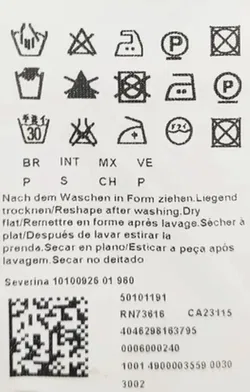 P
P
30
BR INT MX VE
P S CH P
Nach dem Waschen in Form ziehen.Liegend
trocknen/Reshape after washing.Dry
flat/Remettre en forme après lavage.Sècher à
plat/Después de lavar estirar la
prenda.Secar en plano/Esticar a peça após
lavagem.Secar no deitado
Severina 10100926 01 960
50101191
RN73616 CA23115
4046298163795
0006000240
1001 4900003559 0030
3002